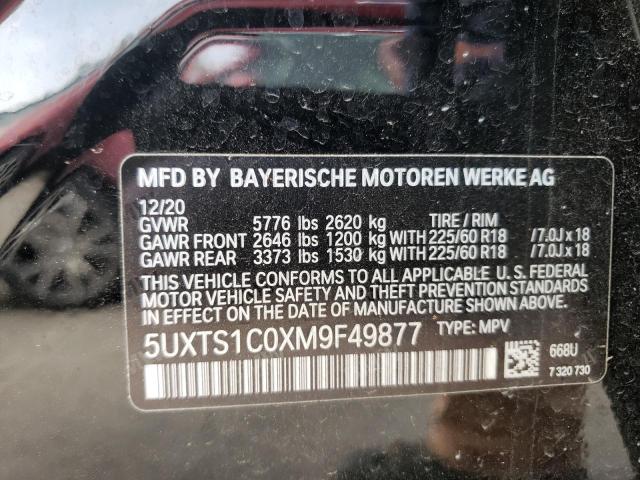 MFD BY BAYERISCHE MOTOREN WERKE AG
12/20
GVWR 5776 lbs 2620 kg TIRE / RIM
GAWR FRONT 2646 lbs 1200 kg WITH 225/60 R18 /7.0J x 18
GAWR REAR 3373 lbs 1530 kg WITH 225/60 R18 /7.0J x 18
THIS VEHICLE CONFORMS TO ALL APPLICABLE U. S. FEDERAL
MOTOR VEHICLE SAFETY AND THEFT PREVENTION STANDARDS
IN EFFECT ON THE DATE OF MANUFACTURE SHOWN ABOVE.
5UXTS1C0XM9F49877 TYPE: MPV
668U
7 320 730